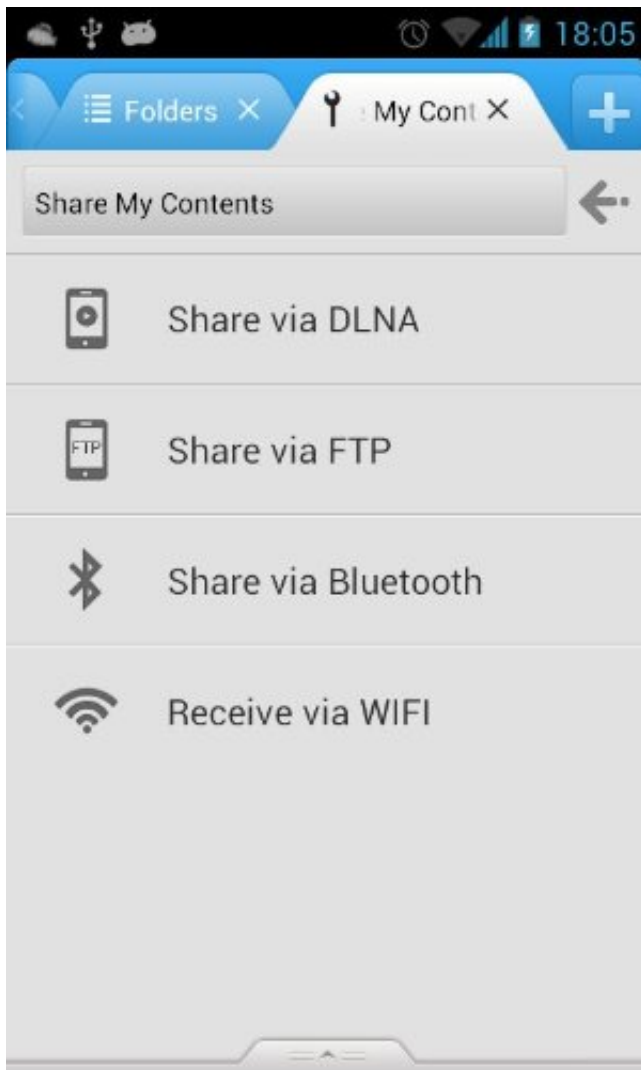 18:05
Folders
My Cont
Share My Contents
Share via DLNA
FTP
Share via FTP
Share via Bluetooth
Receive via WIFI